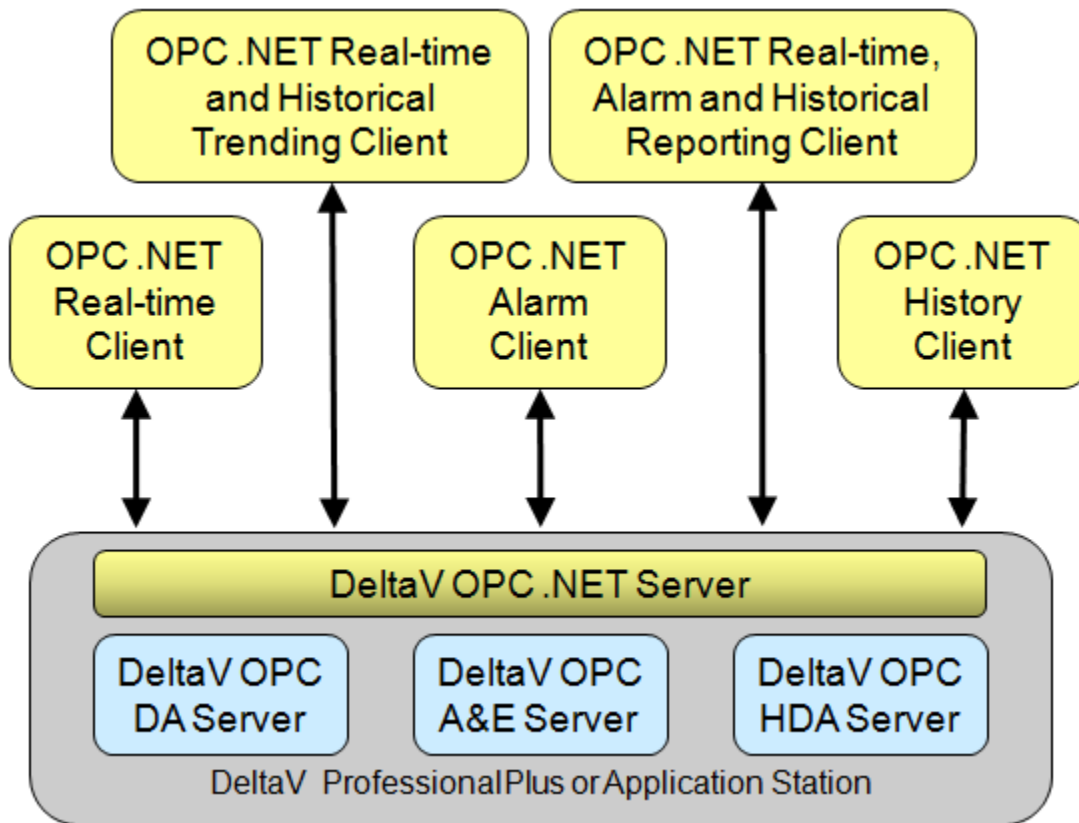 OPC .NET Real-time
and Historical
Trending Client
OPC .NET Real-time,
Alarm and Historical
Reporting Client
OPC .NET
Real-time
Client
OPC .NET
Alarm
Client
OPC .NET
History
Client
DeltaV OPC .NET Server
DeltaV OPC
DA Server
DeltaV OPC
A&E Server
DeltaV OPC
HDA Server
DeltaV ProfessionalPlus or Application Station